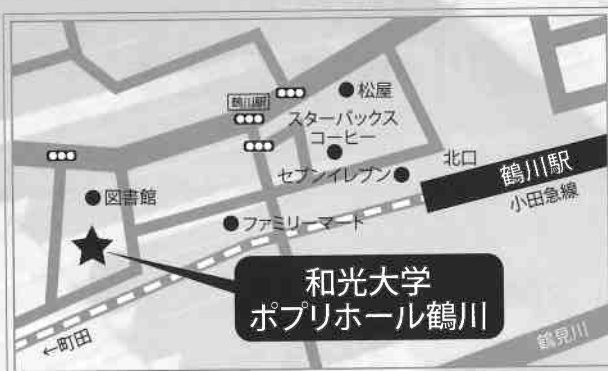 松屋
鶴川駅
スターバックス
コーヒー
セブンイレブン
北口
鶴川駅
小田急線
図書館
ファミリーマート
和光大学
ポプリホール鶴川
←町田
鶴見川